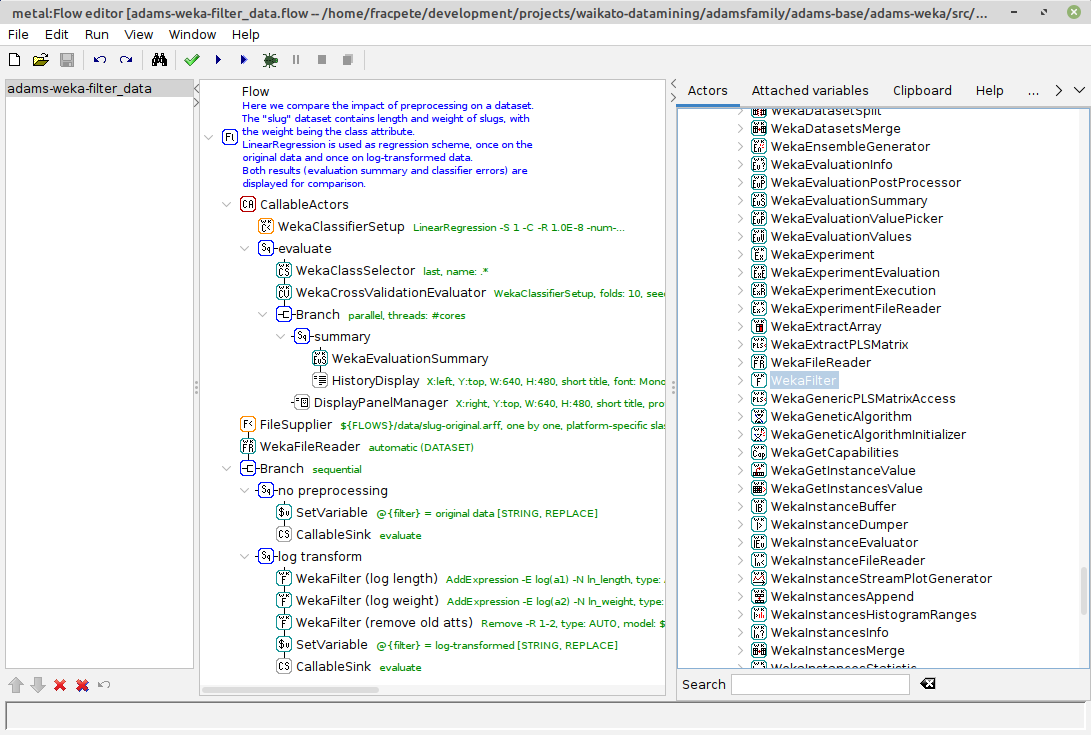 metal:Flow editor [adams-weka-filter_data.flow -- /home/fracpete/development/projects/waikato-datamining/adamsfamily/adams-base/adams-weka/src/...
File Edit Run View Window Help
adams-weka-filter_data
Flow
Here we compare the impact of preprocessing on a dataset.
The "slug" dataset contains length and weight of slugs, with
the weight being the class attribute.
LinearRegression is used as regression scheme, once on the
original data and once on log-transformed data.
Both results (evaluation summary and classifier errors) are
displayed for comparison.
CallableActors
WekaClassifierSetup LinearRegression -S 1 -C -R 1.0E-8 -num-...
evaluate
WekaClassSelector last, name: .*
WekaCrossValidationEvaluator WekaClassifierSetup, folds: 10, see
Branch parallel, threads: #cores
summary
WekaEvaluationSummary
HistoryDisplay X:left, Y:top, W:640, H:480, short title, font: Mono
DisplayPanelManager X:right, Y:top, W:640, H:480, short title, pro
FileSupplier ${FLOWS}/data/slug-original.arff, one by one, platform-specific slas
WekaFileReader automatic (DATASET)
Branch sequential
no preprocessing
SetVariable @{filter} = original data [STRING, REPLACE]
CallableSink evaluate
log transform
WekaFilter (log length) AddExpression -E log(a1) -N ln_length, type:
WekaFilter (log weight) AddExpression -E log(a2) -N ln_weight, type:
WekaFilter (remove old atts) Remove -R 1-2, type: AUTO, model: $
SetVariable @{filter} = log-transformed [STRING, REPLACE]
CallableSink evaluate
Actors Attached variables Clipboard Help ...
WekaDatasetSplit
WekaDatasetsMerge
WekaEnsembleGenerator
WekaEvaluationInfo
WekaEvaluationPostProcessor
WekaEvaluationSummary
WekaEvaluationValuePicker
WekaEvaluationValues
WekaExperiment
WekaExperimentEvaluation
WekaExperimentExecution
WekaExperimentFileReader
WekaExtractArray
WekaExtractPLSMatrix
WekaFileReader
WekaFilter
WekaGenericPLSMatrixAccess
WekaGeneticAlgorithm
WekaGeneticAlgorithmInitializer
WekaGetCapabilities
WekaGetInstanceValue
WekaGetInstancesValue
WekaInstanceBuffer
WekaInstanceDumper
WekaInstanceEvaluator
WekaInstanceFileReader
WekaInstanceStreamPlotGenerator
WekaInstancesAppend
WekaInstancesHistogramRanges
WekaInstancesInfo
WekaInstancesMerge
WekaInstancesStatistic
Search